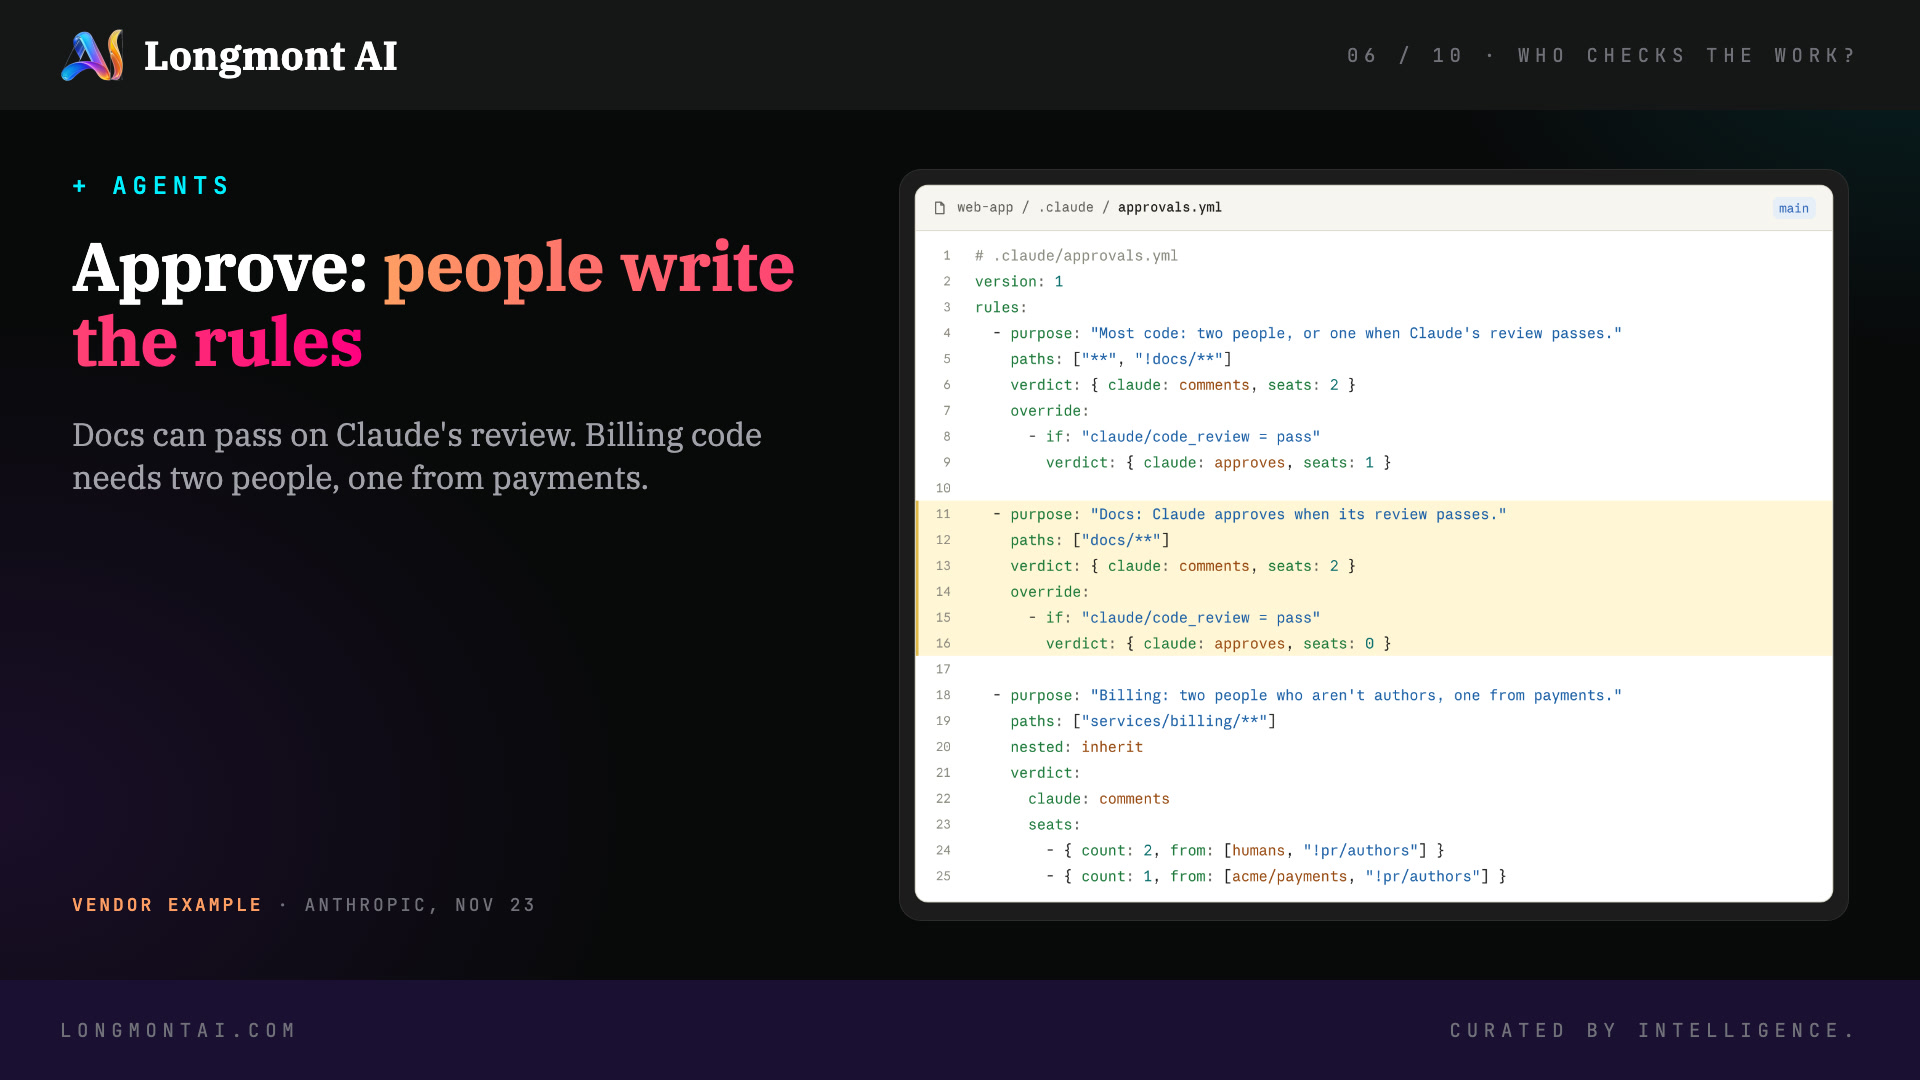 Longmont AI
06 / 10 · WHO CHECKS THE WORK?
+ AGENTS
Approve: people write
the rules
Docs can pass on Claude's review. Billing code
needs two people, one from payments.
VENDOR EXAMPLE · ANTHROPIC, NOV 23
web-app / .claude / approvals.yml
main
1 # .claude/approvals.yml
2 version: 1
3 rules:
4   - purpose: "Most code: two people, or one when Claude's review passes."
5     paths: ["**", "!docs/**"]
6     verdict: { claude: comments, seats: 2 }
7     override:
8       - if: "claude/code_review = pass"
9         verdict: { claude: approves, seats: 1 }
10
11   - purpose: "Docs: Claude approves when its review passes."
12     paths: ["docs/**"]
13     verdict: { claude: comments, seats: 2 }
14     override:
15       - if: "claude/code_review = pass"
16         verdict: { claude: approves, seats: 0 }
17
18   - purpose: "Billing: two people who aren't authors, one from payments."
19     paths: ["services/billing/**"]
20     nested: inherit
21     verdict:
22       claude: comments
23       seats:
24         - { count: 2, from: [humans, "!pr/authors"] }
25         - { count: 1, from: [acme/payments, "!pr/authors"] }
LONGMONTAI.COM
CURATED BY INTELLIGENCE.